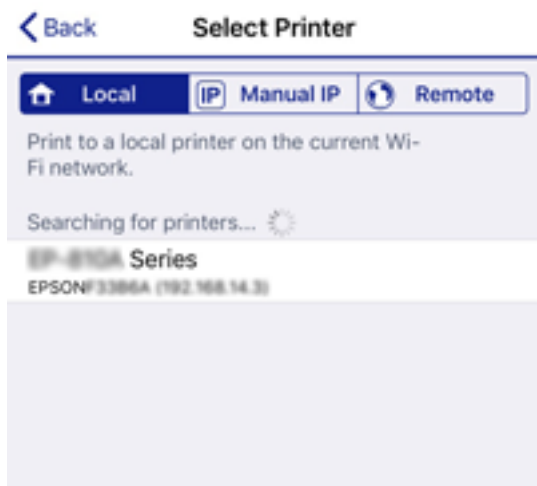 Back
Select Printer
Local
IP Manual IP
Remote
Print to a local printer on the current Wi-
Fi network.
Searching for printers...
Series
EPSON